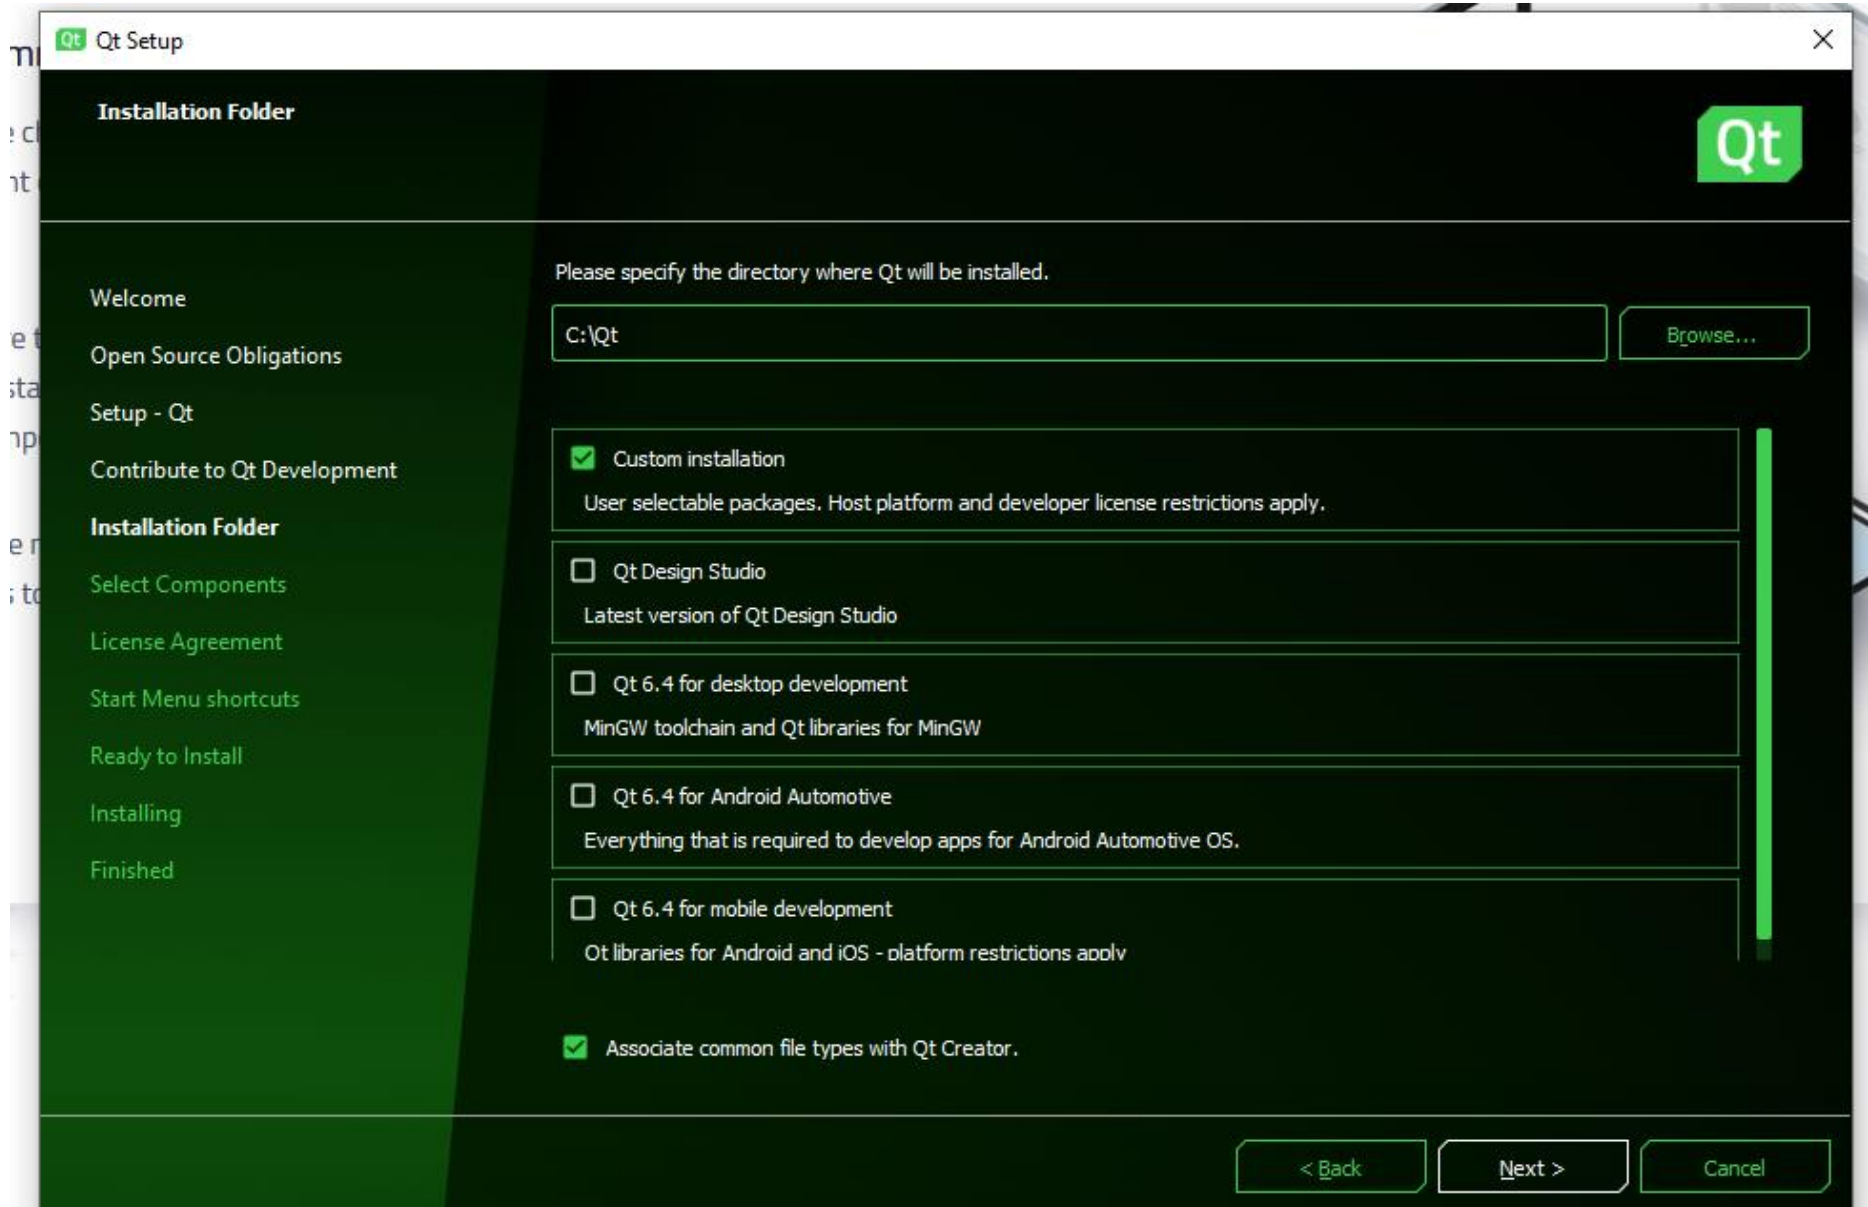 Qt Qt Setup
Installation Folder
Qt
Welcome
Open Source Obligations
Setup - Qt
Contribute to Qt Development
Installation Folder
Select Components
License Agreement
Start Menu shortcuts
Ready to Install
Installing
Finished
Please specify the directory where Qt will be installed.
C:\Qt
Browse...
Custom installation
User selectable packages. Host platform and developer license restrictions apply.
Qt Design Studio
Latest version of Qt Design Studio
Qt 6.4 for desktop development
MinGW toolchain and Qt libraries for MinGW
Qt 6.4 for Android Automotive
Everything that is required to develop apps for Android Automotive OS.
Qt 6.4 for mobile development
Qt libraries for Android and iOS - platform restrictions apply
Associate common file types with Qt Creator.
< Back
Next >
Cancel